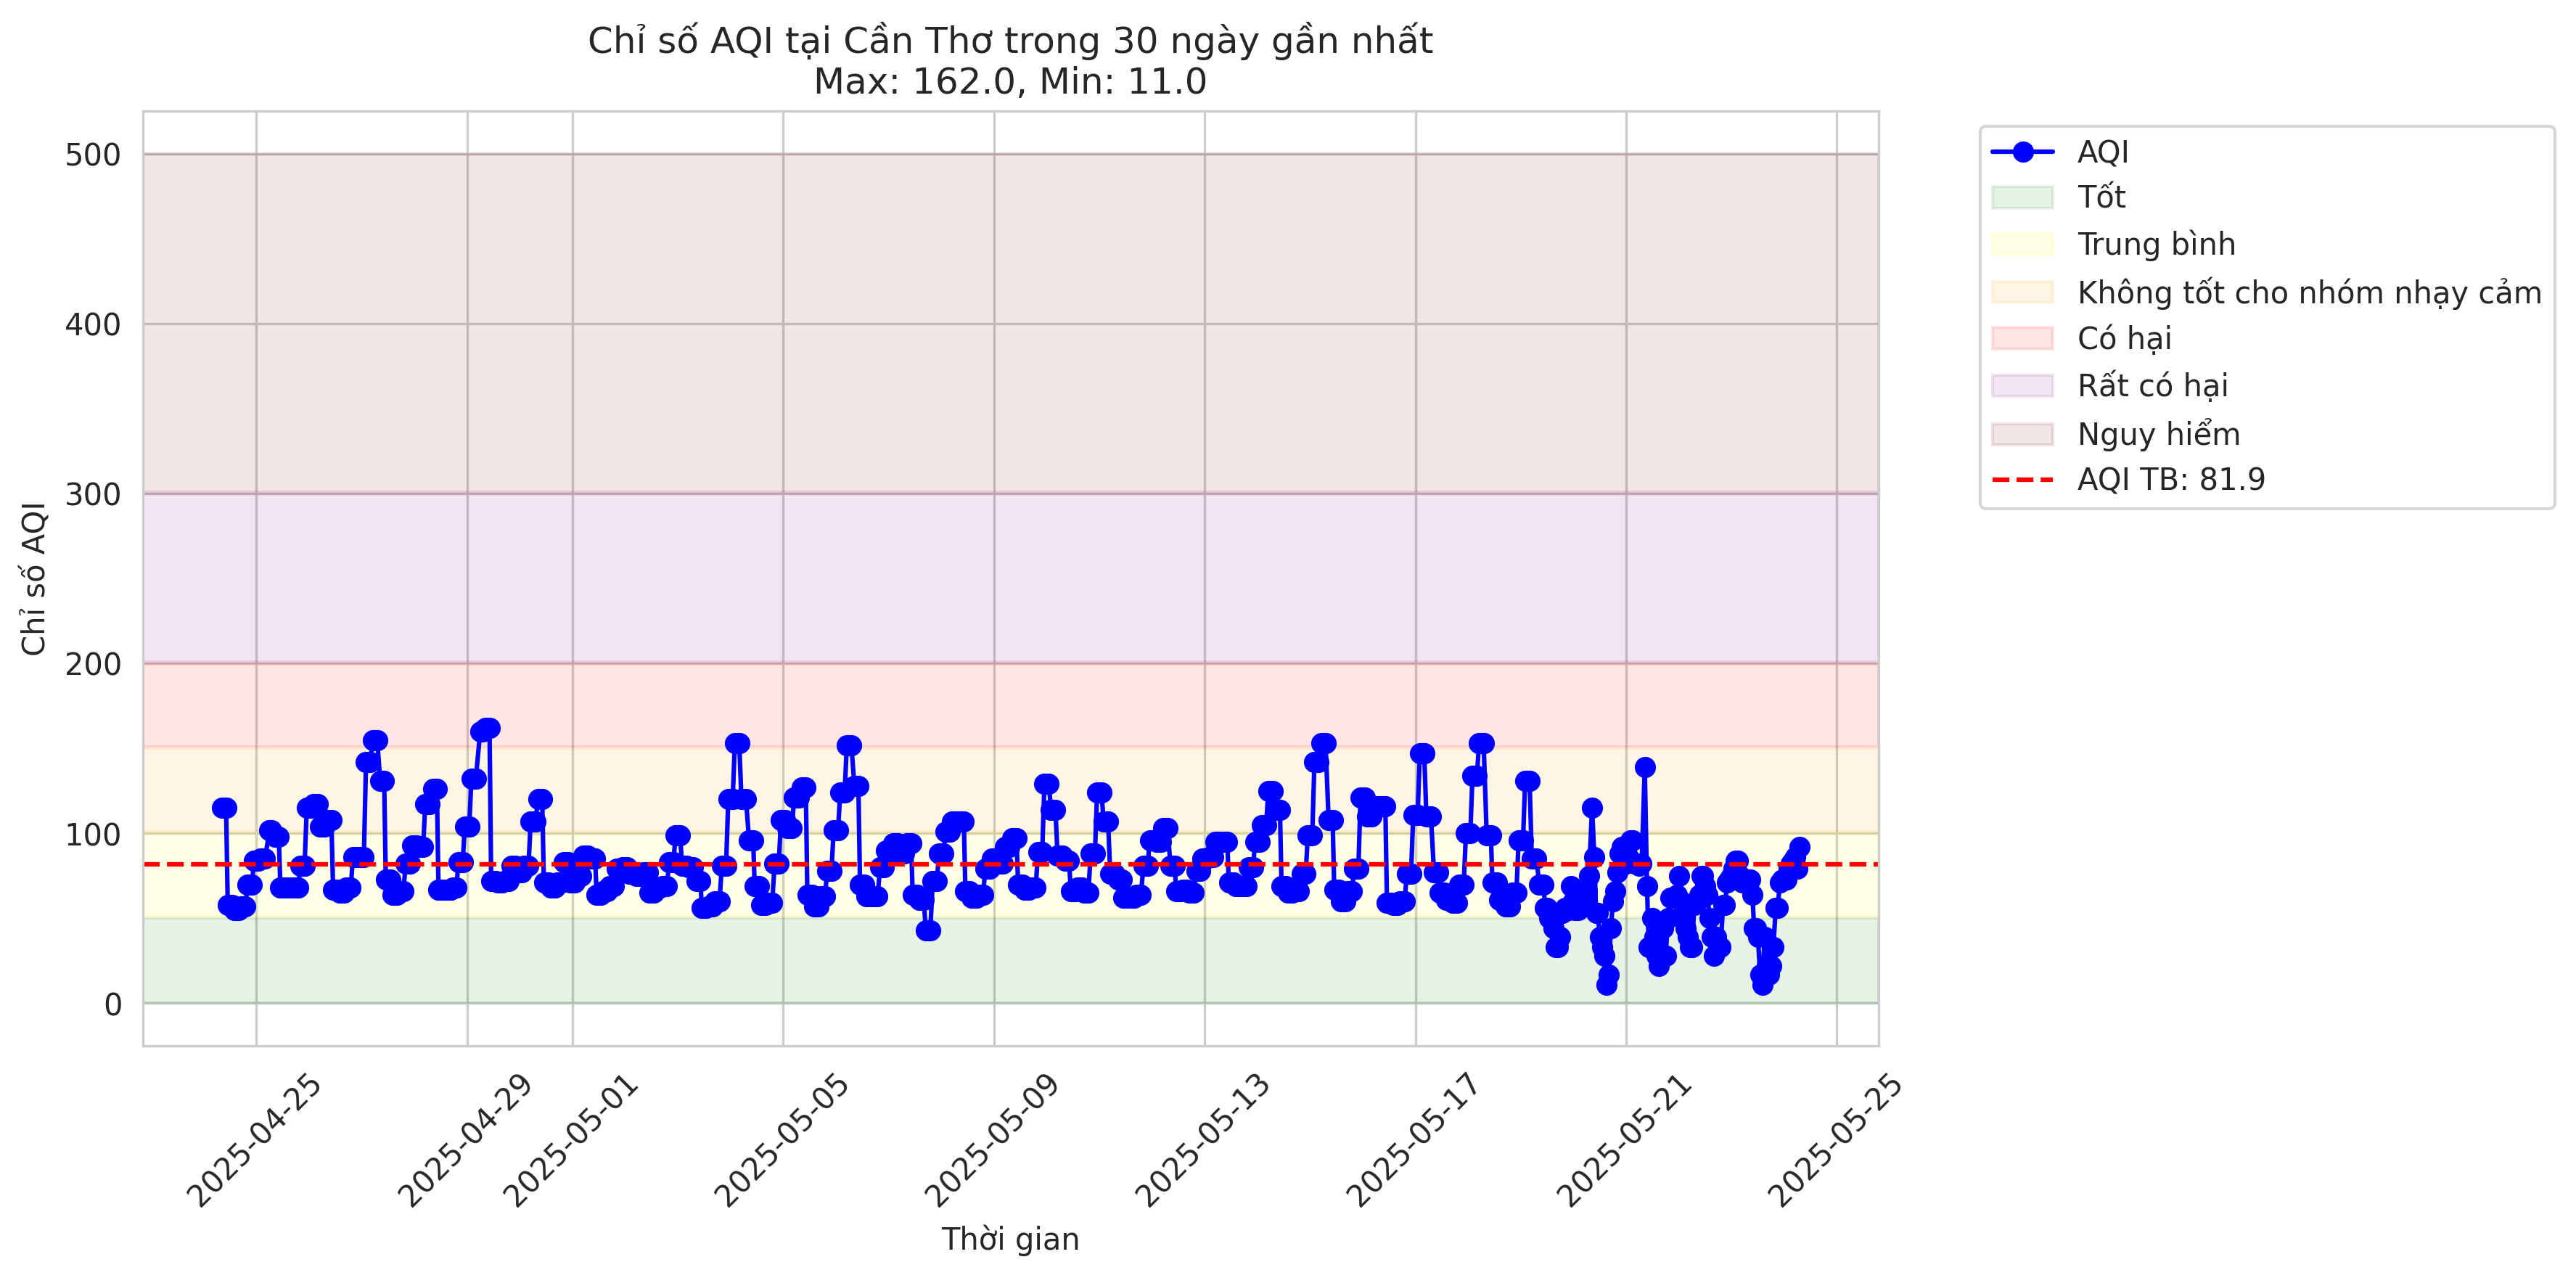 Chỉ số AQI tại Cần Thơ trong 30 ngày gần nhất
Max: 162.0, Min: 11.0
Chỉ số AQI
500
400
300
200
100
0
2025-04-25
2025-04-29
2025-05-01
2025-05-05
2025-05-09
2025-05-13
2025-05-17
2025-05-21
2025-05-25
Thời gian
AQI
Tốt
Trung bình
Không tốt cho nhóm nhạy cảm
Có hại
Rất có hại
Nguy hiểm
AQI TB: 81.9